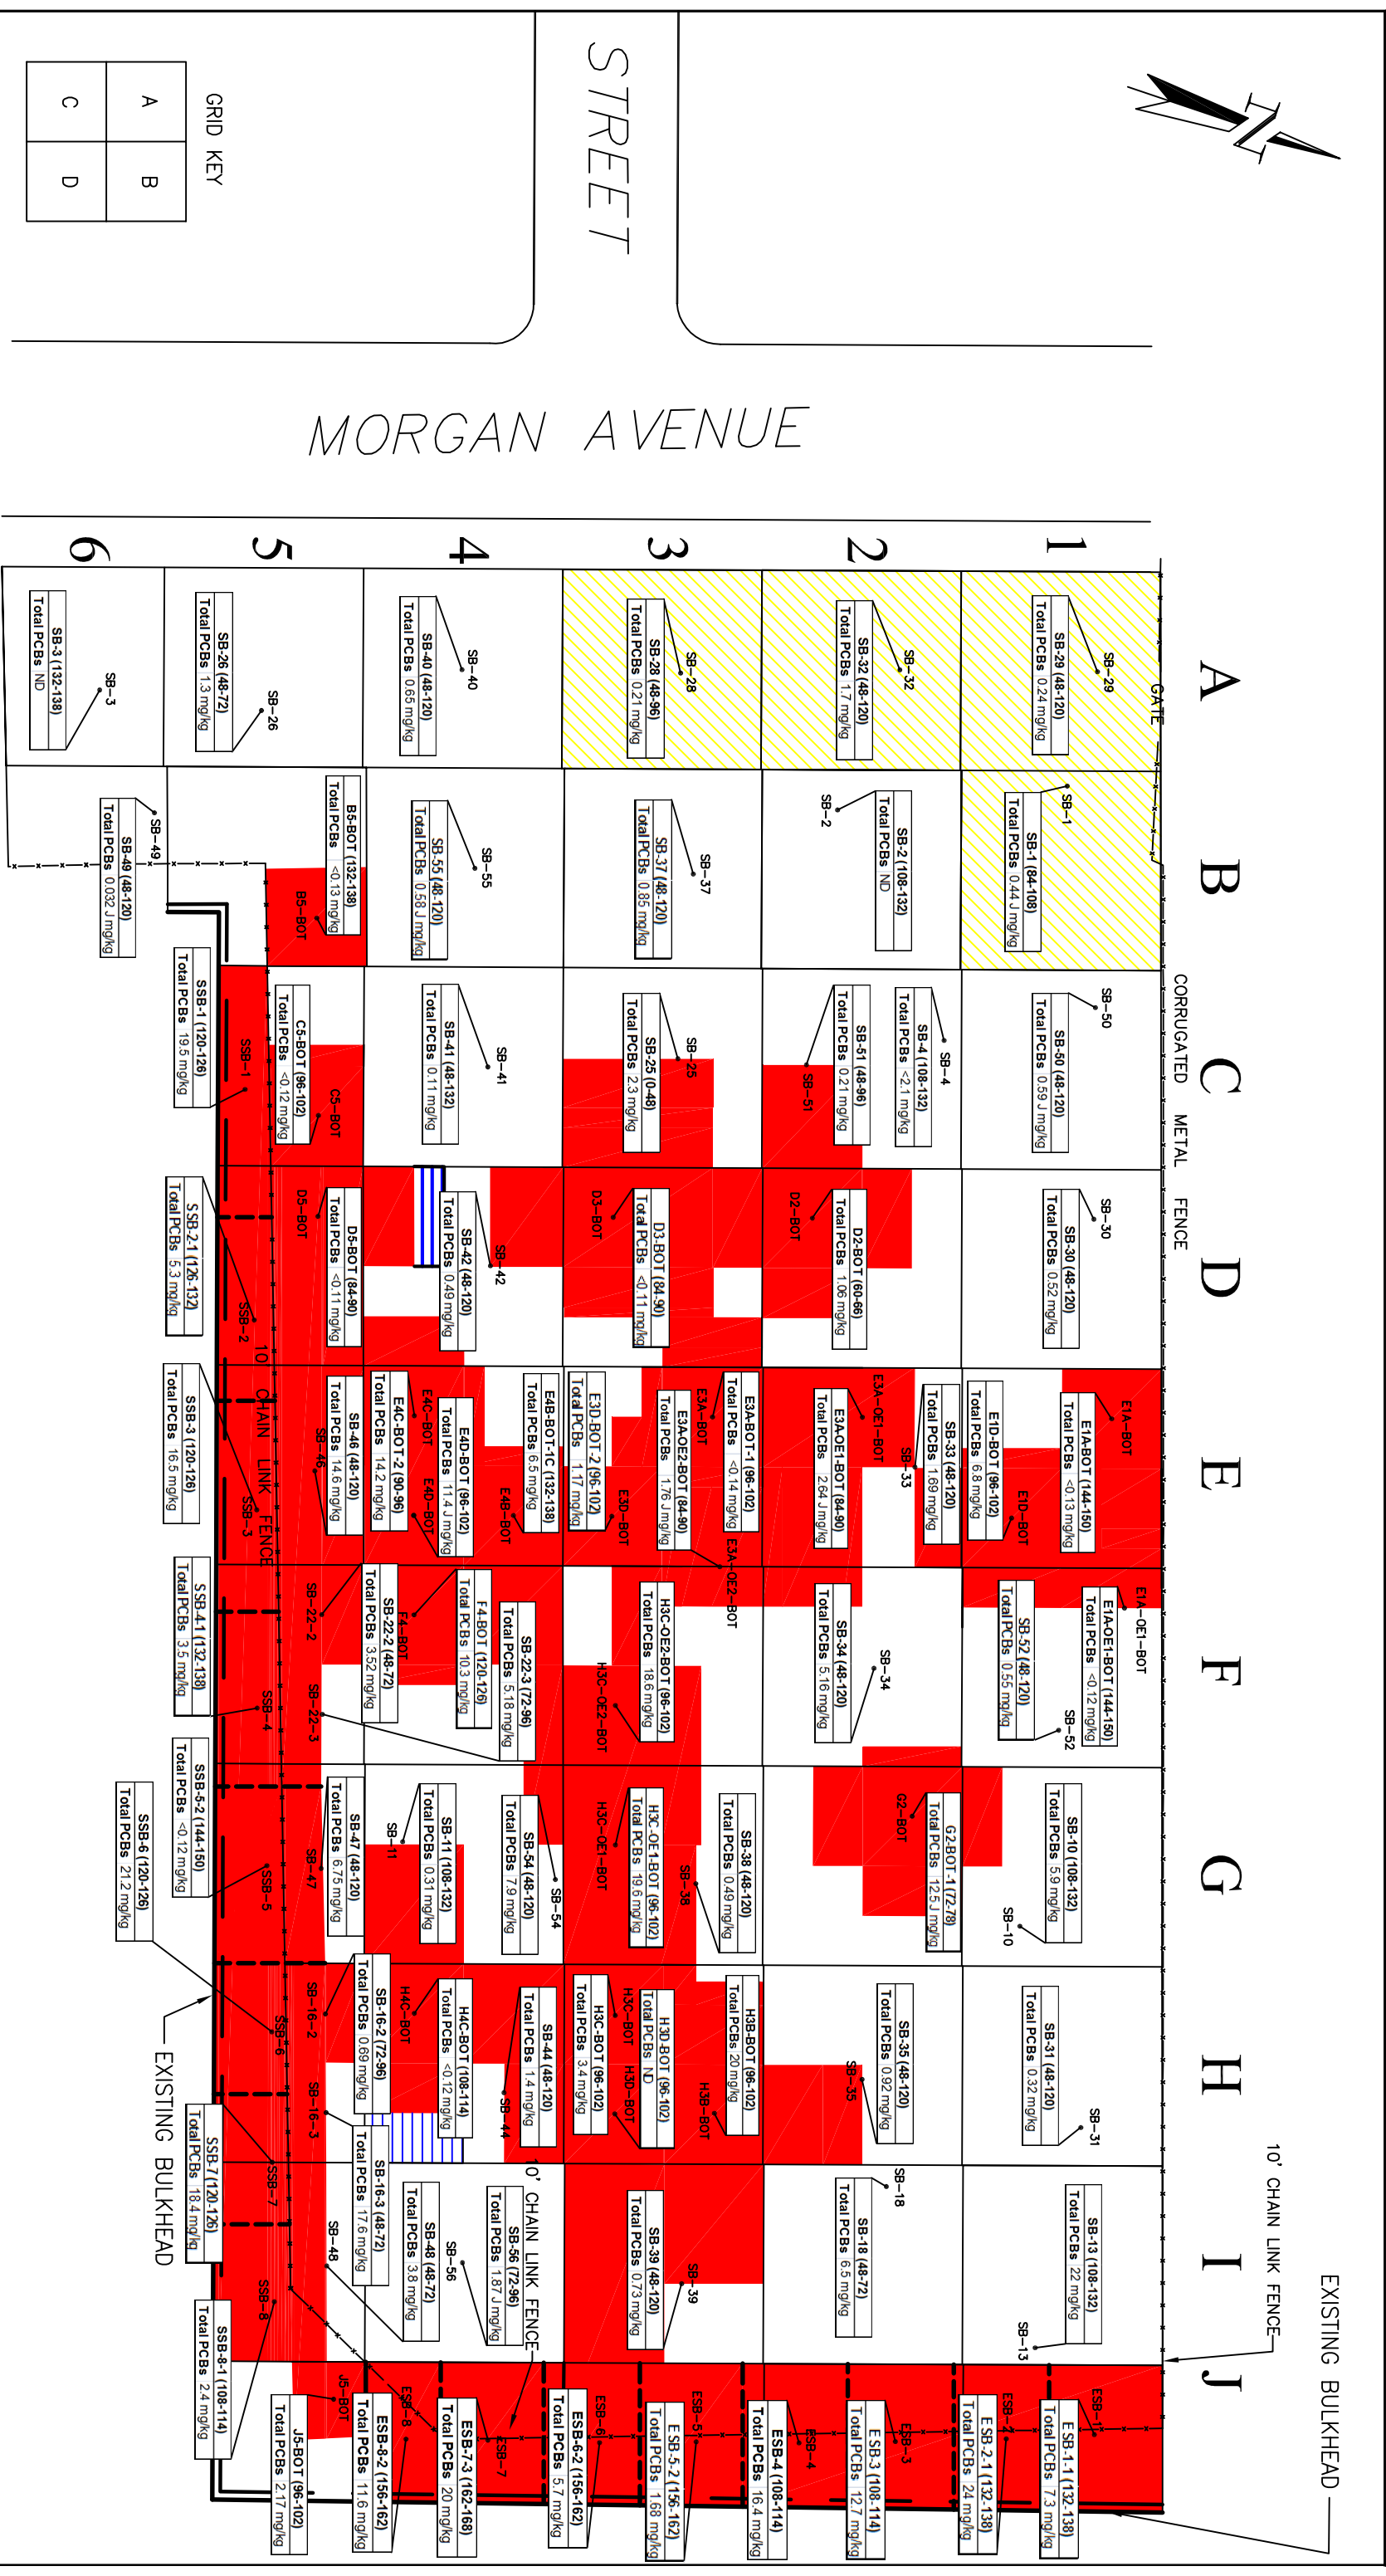 STREET
MORGAN AVENUE
GRID KEY
A B
C D
A
B
C
D
E
F
G
H
I
J
1
2
3
4
5
6
GATE
CORRUGATED METAL FENCE
10' CHAIN LINK FENCE
EXISTING BULKHEAD
SB-29
SB-29 (48-120)
Total PCBs 0.24 mg/kg
SB-32
SB-32 (48-120)
Total PCBs 1.7 mg/kg
SB-28
SB-28 (48-96)
Total PCBs 0.21 mg/kg
SB-40
SB-40 (48-120)
Total PCBs 0.65 mg/kg
SB-26
SB-26 (48-72)
Total PCBs 1.3 mg/kg
SB-3
SB-3 (132-138)
Total PCBs ND
SB-1
SB-1 (84-108)
Total PCBs 0.44 J mg/kg
SB-2 (108-132)
Total PCBs ND
SB-2
SB-37
SB-37 (48-120)
Total PCBs 0.85 mg/kg
SB-55
SB-55 (48-120)
Total PCBs 0.58 J mg/kg
B5-BOT (132-138)
Total PCBs <0.13 mg/kg
B5-BOT
SB-49
SB-49 (48-120)
Total PCBs 0.032 J mg/kg
SB-50
SB-50 (48-120)
Total PCBs 0.59 J mg/kg
SB-4
SB-4 (108-132)
Total PCBs <2.1 mg/kg
SB-51 (48-96)
Total PCBs 0.21 mg/kg
SB-51
SB-25
SB-25 (0-48)
Total PCBs 2.3 mg/kg
SB-41
SB-41 (48-132)
Total PCBs 0.11 mg/kg
C5-BOT
C5-BOT (96-102)
Total PCBs <0.12 mg/kg
SSB-1
SSB-1 (120-126)
Total PCBs 19.5 mg/kg
SB-30
SB-30 (48-120)
Total PCBs 0.52 mg/kg
D2-BOT (60-66)
Total PCBs 1.06 mg/kg
D2-BOT
D3-BOT (84-90)
Total PCBs <0.11 mg/kg
D3-BOT
SB-42
SB-42 (48-120)
Total PCBs 0.49 mg/kg
D5-BOT (84-90)
Total PCBs <0.11 mg/kg
D5-BOT
SSB-2
SSB-2-1 (126-132)
Total PCBs 5.3 mg/kg
10' CHAIN LINK FENCE
E1A-BOT
E1A-BOT (144-150)
Total PCBs <0.13 mg/kg
E1D-BOT
E1D-BOT (96-102)
Total PCBs 6.8 mg/kg
SB-33 (48-120)
Total PCBs 1.69 mg/kg
SB-33
E3A-OE1-BOT
E3A-OE1-BOT (84-90)
Total PCBs 2.64 J mg/kg
E3A-BOT-1 (96-102)
Total PCBs <0.14 mg/kg
E3A-BOT
E3A-OE2-BOT (84-90)
Total PCBs 1.76 J mg/kg
E3A-OE2-BOT
E3D-BOT
E3D-BOT-2 (96-102)
Total PCBs 1.17 mg/kg
E4B-BOT-1C (132-138)
Total PCBs 6.5 mg/kg
E4B-BOT
E4D-BOT (96-102)
Total PCBs 11.4 J mg/kg
E4D-BOT
E4C-BOT
E4C-BOT-2 (90-96)
Total PCBs 14.2 mg/kg
SB-46 (48-120)
Total PCBs 14.6 mg/kg
SB-46
SSB-3
SSB-3 (120-126)
Total PCBs 16.5 mg/kg
E1A-OE1-BOT
E1A-OE1-BOT (144-150)
Total PCBs <0.12 mg/kg
SB-52
SB-52 (48-120)
Total PCBs 0.55 mg/kg
SB-34
SB-34 (48-120)
Total PCBs 5.16 mg/kg
H3C-OE2-BOT (96-102)
Total PCBs 18.6 mg/kg
H3C-OE2-BOT
SB-22-3 (72-96)
Total PCBs 5.18 mg/kg
F4-BOT (120-126)
Total PCBs 10.3 mg/kg
F4-BOT
SB-22-2 (48-72)
Total PCBs 3.52 mg/kg
SB-22-2
SB-22-3
SSB-4
SSB-4-1 (132-138)
Total PCBs 3.5 mg/kg
SB-10 (108-132)
Total PCBs 5.9 mg/kg
SB-10
G2-BOT-1 (72-78)
Total PCBs 12.5 J mg/kg
G2-BOT
SB-38 (48-120)
Total PCBs 0.49 mg/kg
SB-38
H3C-OE1-BOT (96-102)
Total PCBs 19.6 mg/kg
H3C-OE1-BOT
SB-54
SB-54 (48-120)
Total PCBs 7.9 mg/kg
SB-11 (108-132)
Total PCBs 0.31 mg/kg
SB-11
SB-47 (48-120)
Total PCBs 6.75 mg/kg
SB-47
SSB-5
SSB-5-2 (144-150)
Total PCBs <0.12 mg/kg
SSB-6 (120-126)
Total PCBs 21.2 mg/kg
SSB-6
SB-31
SB-31 (48-120)
Total PCBs 0.32 mg/kg
SB-35 (48-120)
Total PCBs 0.92 mg/kg
SB-35
H3B-BOT (96-102)
Total PCBs 20 mg/kg
H3B-BOT
H3D-BOT (96-102)
Total PCBs ND
H3D-BOT
H3C-BOT
H3C-BOT (96-102)
Total PCBs 3.4 mg/kg
SB-44 (48-120)
Total PCBs 1.4 mg/kg
SB-44
H4C-BOT (108-114)
Total PCBs <0.12 mg/kg
H4C-BOT
SB-16-2 (72-96)
Total PCBs 0.69 mg/kg
SB-16-2
SB-16-3
SB-16-3 (48-72)
Total PCBs 17.6 mg/kg
SSB-7
SSB-7 (120-126)
Total PCBs 18.4 mg/kg
EXISTING BULKHEAD
SB-13 (108-132)
Total PCBs 22 mg/kg
SB-13
SB-18
SB-18 (48-72)
Total PCBs 6.5 mg/kg
SB-39
SB-39 (48-120)
Total PCBs 0.73 mg/kg
10' CHAIN LINK FENCE
SB-56 (72-96)
Total PCBs 1.87 J mg/kg
SB-56
SB-48 (48-72)
Total PCBs 3.8 mg/kg
SB-48
SSB-8
SSB-8-1 (108-114)
Total PCBs 2.4 mg/kg
ESB-1
ESB-1-1 (132-138)
Total PCBs 7.3 mg/kg
ESB-2
ESB-2-1 (132-138)
Total PCBs 24 mg/kg
ESB-3
ESB-3 (108-114)
Total PCBs 12.7 mg/kg
ESB-4
ESB-4 (108-114)
Total PCBs 16.4 mg/kg
ESB-5
ESB-5-2 (156-162)
Total PCBs 1.68 mg/kg
ESB-6
ESB-6-2 (156-162)
Total PCBs 5.7 mg/kg
ESB-7
ESB-7-3 (162-168)
Total PCBs 20 mg/kg
ESB-8
ESB-8-2 (156-162)
Total PCBs 11.6 mg/kg
J5-BOT
J5-BOT (96-102)
Total PCBs 2.17 mg/kg